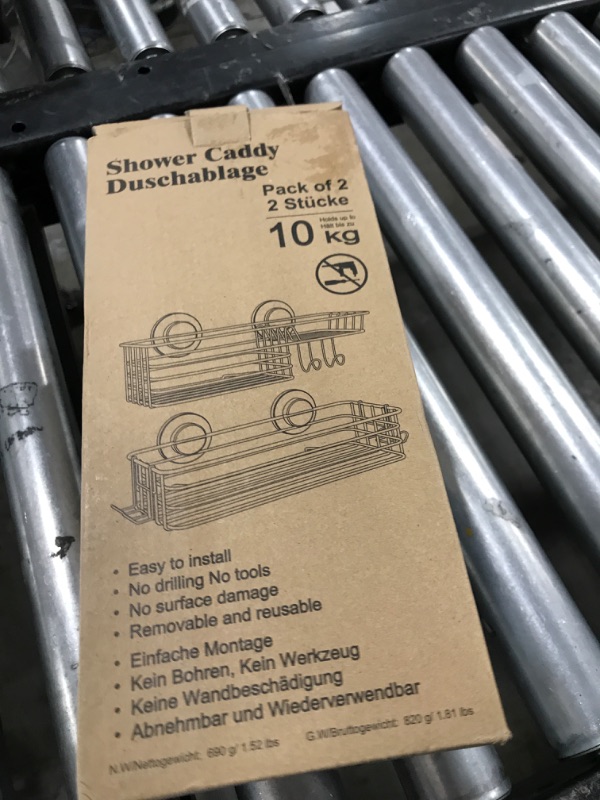 Shower Caddy
Duschablage
Pack of 2
2 Stücke
Holds up to
Hält bis zu
10 kg
• Easy to install
• No drilling No tools
• No surface damage
• Removable and reusable
• Einfache Montage
• Kein Bohren, Kein Werkzeug
• Keine Wandbeschädigung
• Abnehmbar und Wiederverwendbar
N.W/Nettogewicht: 690 g/ 1.52 lbs
G.W/Bruttogewicht: 820 g/ 1.81 lbs